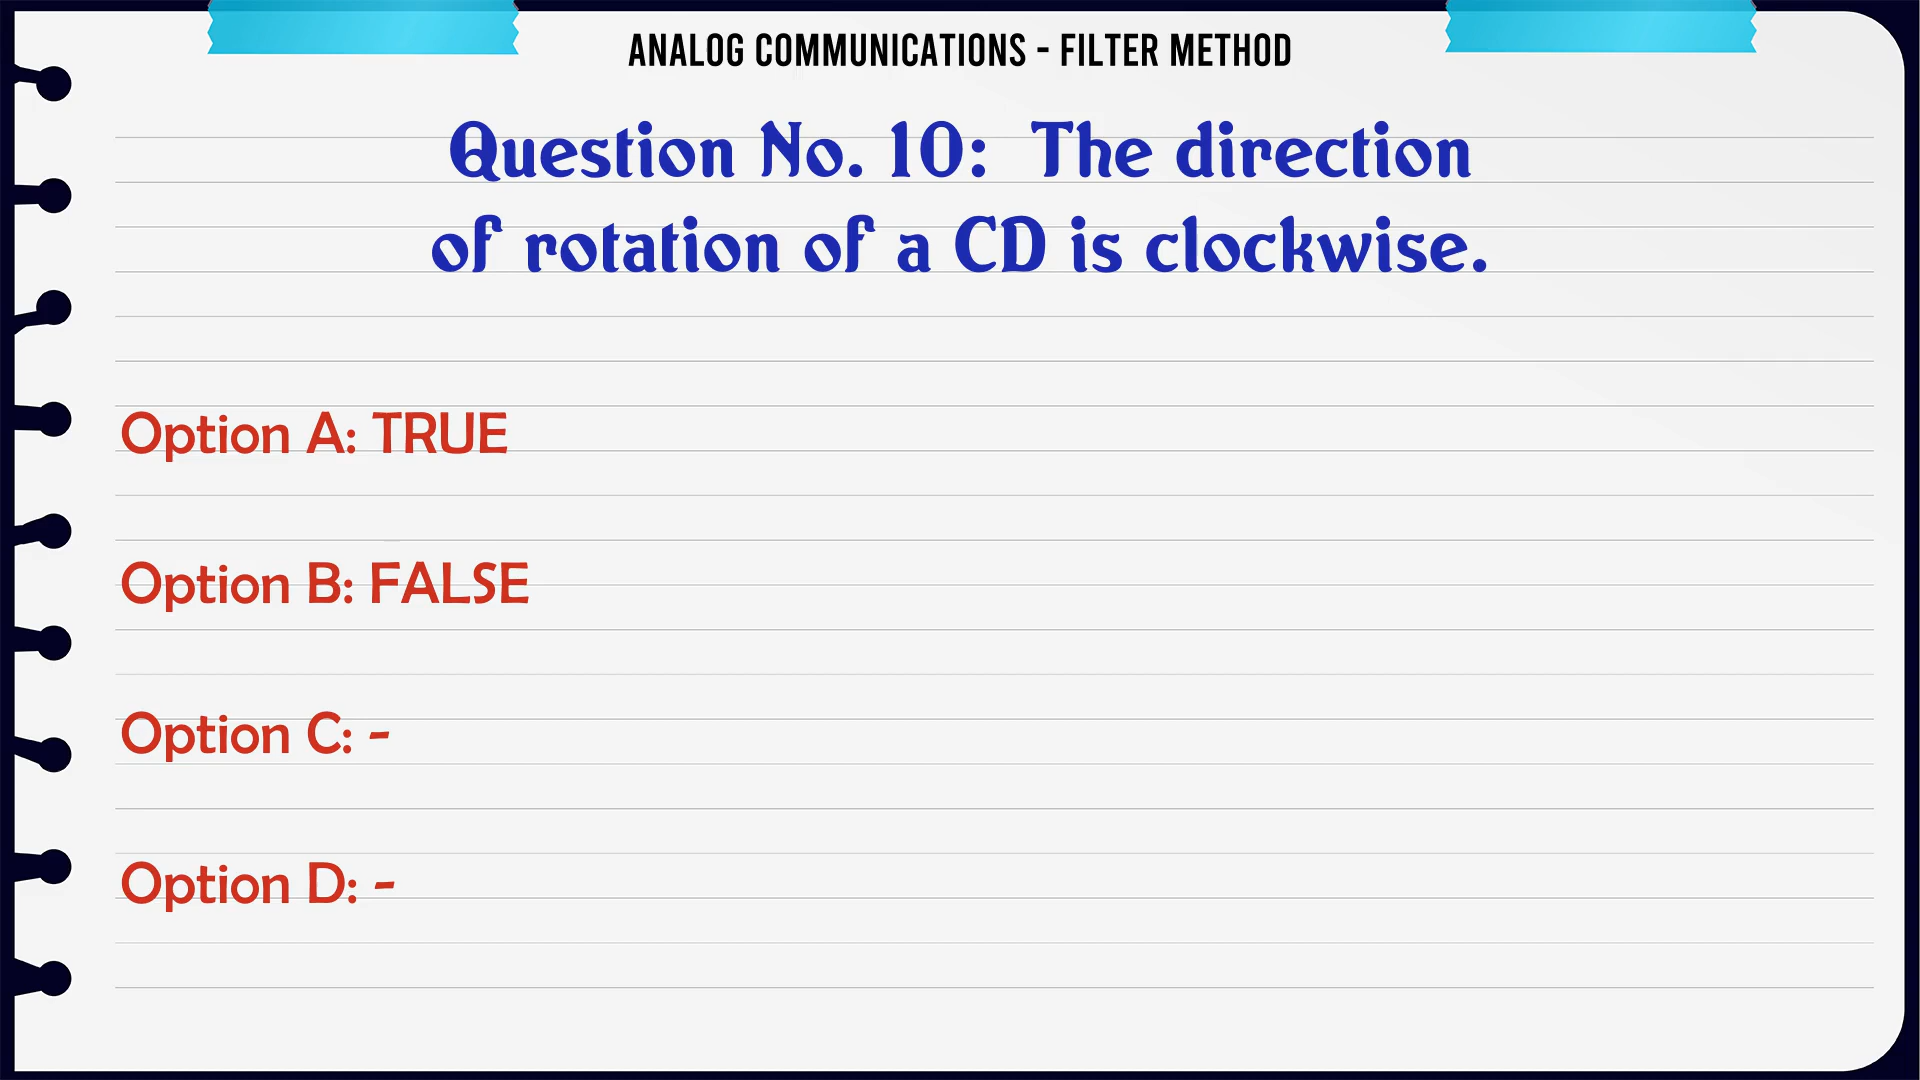 ANALOG COMMUNICATIONS - FILTER METHOD
Question No. 10: The direction
of rotation of a CD is clockwise.
Option A: TRUE
Option B: FALSE
Option C: -
Option D: -